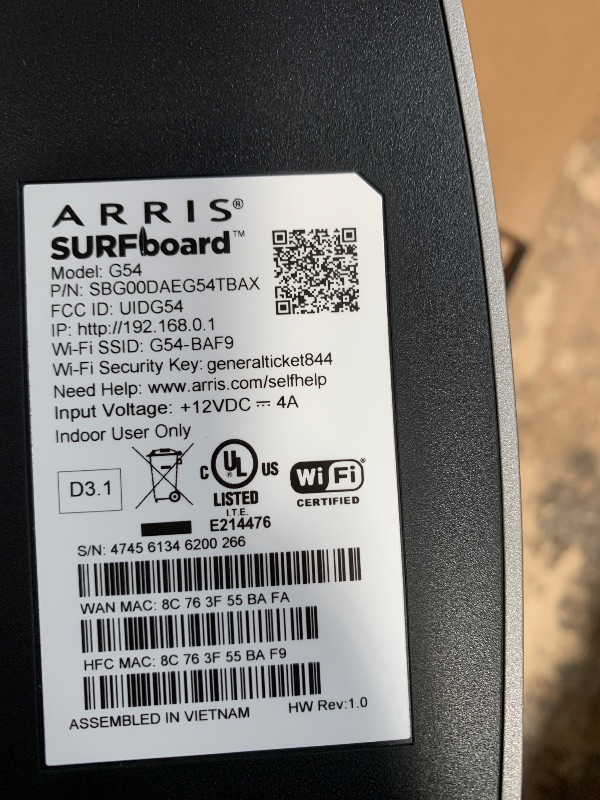 ARRIS®
SURFboard™
Model: G54
P/N: SBG00DAEG54TBAX
FCC ID: UIDG54
IP: http://192.168.0.1
Wi-Fi SSID: G54-BAF9
Wi-Fi Security Key: generalticket844
Need Help: www.arris.com/selfhelp
Input Voltage: +12VDC ⎓ 4A
Indoor User Only
D3.1
C UL US
LISTED
I.T.E.
E214476
Wi Fi®
CERTIFIED
S/N: 4745 6134 6200 266
WAN MAC: 8C 76 3F 55 BA FA
HFC MAC: 8C 76 3F 55 BA F9
ASSEMBLED IN VIETNAM
HW Rev:1.0